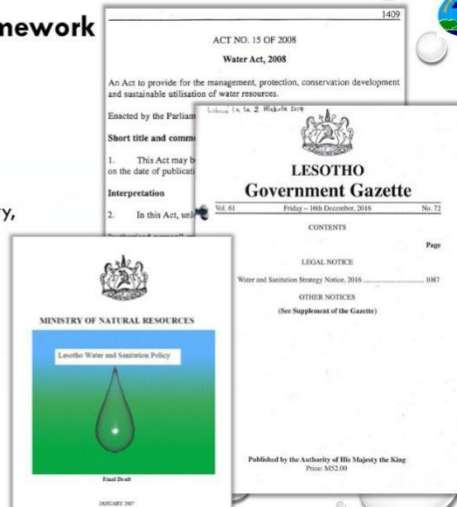 mework
y,
1409
ACT NO. 15 OF 2008
Water Act, 2008
An Act to provide for the management, protection, conservation development
and sustainable utilisation of water resources.
Enacted by the Parliam
Short title and comme
1. This Act may b
on the date of publicati
Interpretation
2. In this Act, unl
LESOTHO
Government Gazette
Vol. 61 Friday – 16th December, 2016 No. 72
CONTENTS
Page
LEGAL NOTICE
Water and Sanitation Strategy Notice, 2016 1087
OTHER NOTICES
(See Supplement of the Gazette)
Published by the Authority of His Majesty the King
Price: M52.00
MINISTRY OF NATURAL RESOURCES
Lesotho Water and Sanitation Policy
Final Draft
JANUARY 2007